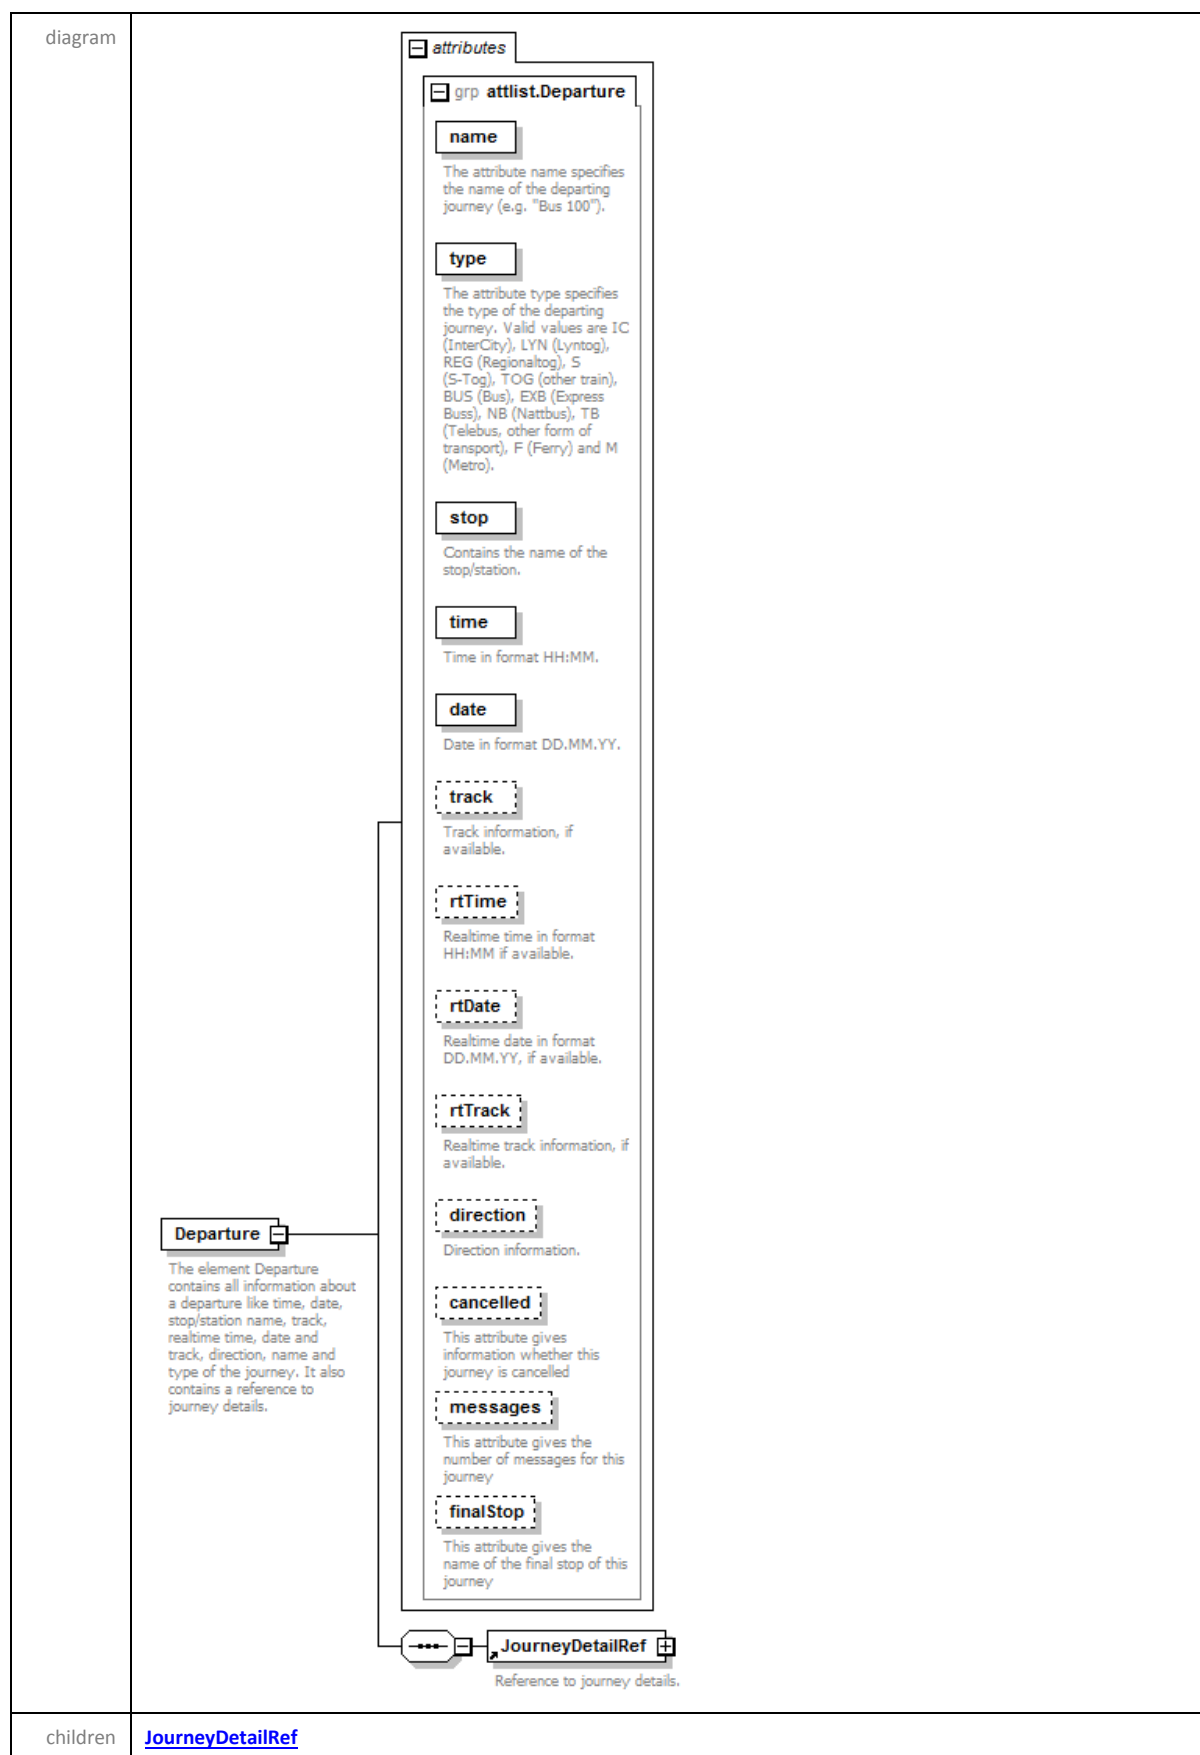 diagram
attributes
grp attlist.Departure
name
The attribute name specifies
the name of the departing
journey (e.g. "Bus 100").
type
The attribute type specifies
the type of the departing
journey. Valid values are IC
(InterCity), LYN (Lyntog),
REG (Regionaltog), S
(S-Tog), TOG (other train),
BUS (Bus), EXB (Express
Buss), NB (Nattbus), TB
(Telebus, other form of
transport), F (Ferry) and M
(Metro).
stop
Contains the name of the
stop/station.
time
Time in format HH:MM.
date
Date in format DD.MM.YY.
track
Track information, if
available.
rtTime
Realtime time in format
HH:MM if available.
rtDate
Realtime date in format
DD.MM.YY, if available.
rtTrack
Realtime track information, if
available.
direction
Direction information.
cancelled
This attribute gives
information whether this
journey is cancelled
messages
This attribute gives the
number of messages for this
journey
finalStop
This attribute gives the
name of the final stop of this
journey
Departure
The element Departure
contains all information about
a departure like time, date,
stop/station name, track,
realtime time, date and
track, direction, name and
type of the journey. It also
contains a reference to
journey details.
JourneyDetailRef
Reference to journey details.
children
JourneyDetailRef